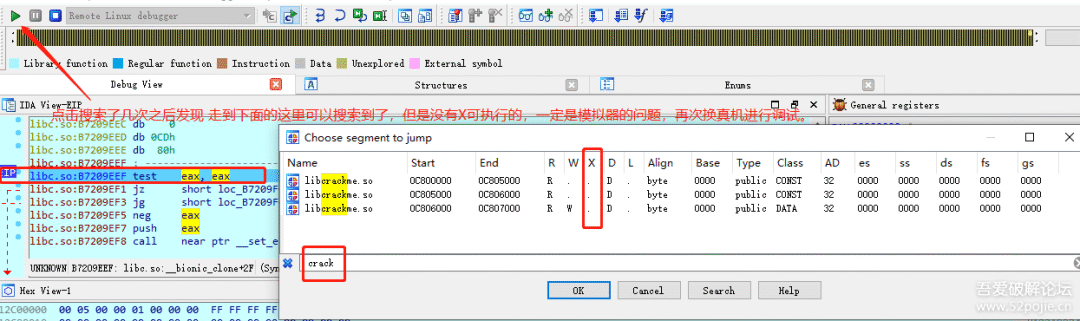 Remote Linux debugger
Library function Regular function Instruction Data Unexplored External symbol
Debug View Structures Enums
点击搜索了几次之后发现 走到下面的这里可以搜索到了，但是没有X可执行的，一定是模拟器的问题，再次换真机进行调试。
IDA View-EIP General registers
libc.so:B7209EEC db 0
libc.so:B7209EED db 0CDh
libc.so:B7209EEE db 80h
libc.so:B7209EEF ; 
EIP libc.so:B7209EEF test eax, eax
libc.so:B7209EF1 jz short loc_B7209F
libc.so:B7209EF3 jg short loc_B7209F
libc.so:B7209EF5 neg eax
libc.so:B7209EF7 push eax
libc.so:B7209EF8 call near ptr __set_e
UNKNOWN B7209EEF: libc.so:__bionic_clone+2F (Syn
Choose segment to jump
Name Start End R W X D L Align Base Type Class AD es ss ds fs gs
libcrackme.so 0C800000 0C805000 R . . D . byte 0000 public CONST 32 0000 0000 0000 0000 0000
libcrackme.so 0C805000 0C806000 R . . D . byte 0000 public CONST 32 0000 0000 0000 0000 0000
libcrackme.so 0C806000 0C807000 R W . D . byte 0000 public DATA 32 0000 0000 0000 0000 0000
crack
OK Cancel Search Help
Hex View-1
12C00000 00 05 00 00 01 00 00 00 FF FF FF FF
吾爱破解论坛
www.52pojie.cn